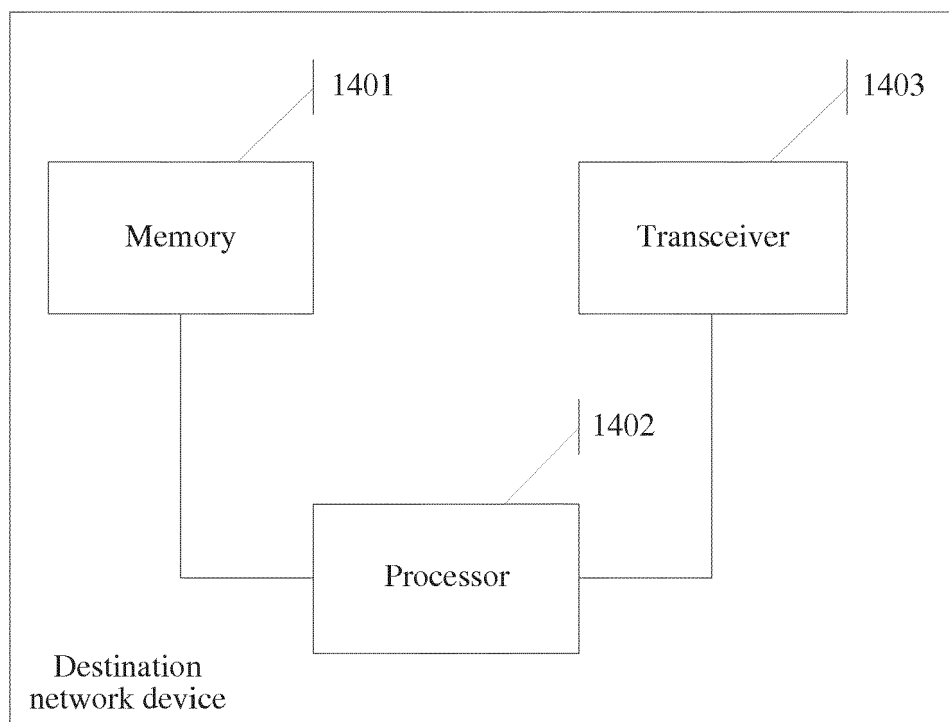 1401
1403
Memory
Transceiver
1402
Processor
Destination
network device